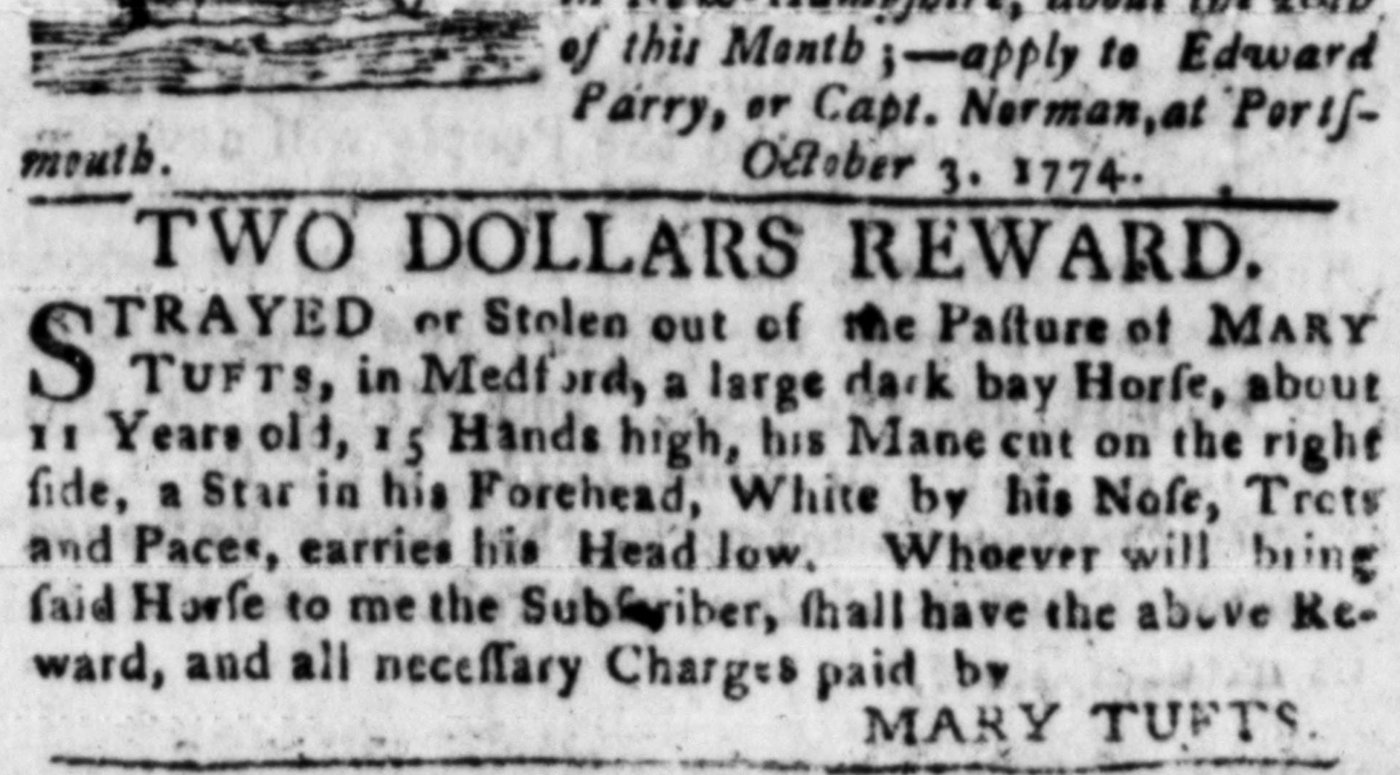 of this Month ;—apply to Edward
Parry, or Capt. Norman, at Portſ-
mouth. October 3. 1774.
TWO DOLLARS REWARD.
STRAYED or Stolen out of the Paſture of MARY
TUFTS, in Medford, a large dark bay Horſe, about
11 Years old, 15 Hands high, his Mane cut on the right
ſide, a Star in his Forehead, White by his Noſe, Trots
and Paces, earries his Head low. Whoever will bring
ſaid Horſe to me the Subſcriber, ſhall have the above Re-
ward, and all neceſſary Charges paid by
MARY TUFTS.